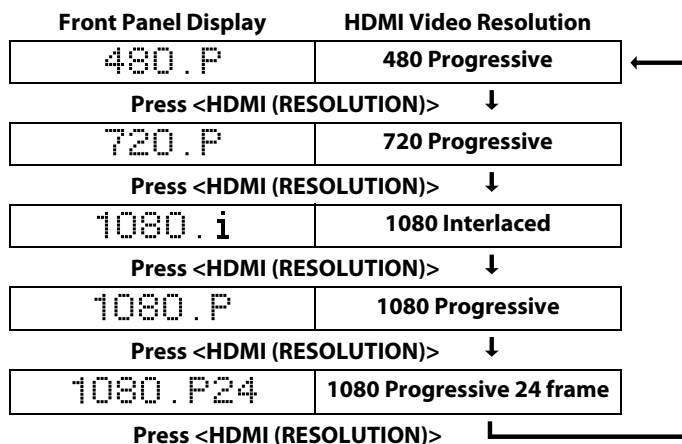 Front Panel Display HDMI Video Resolution
480.P 480 Progressive
Press <HDMI (RESOLUTION)>
720.P 720 Progressive
Press <HDMI (RESOLUTION)>
1080.i 1080 Interlaced
Press <HDMI (RESOLUTION)>
1080.P 1080 Progressive
Press <HDMI (RESOLUTION)>
1080.P24 1080 Progressive 24 frame
Press <HDMI (RESOLUTION)>